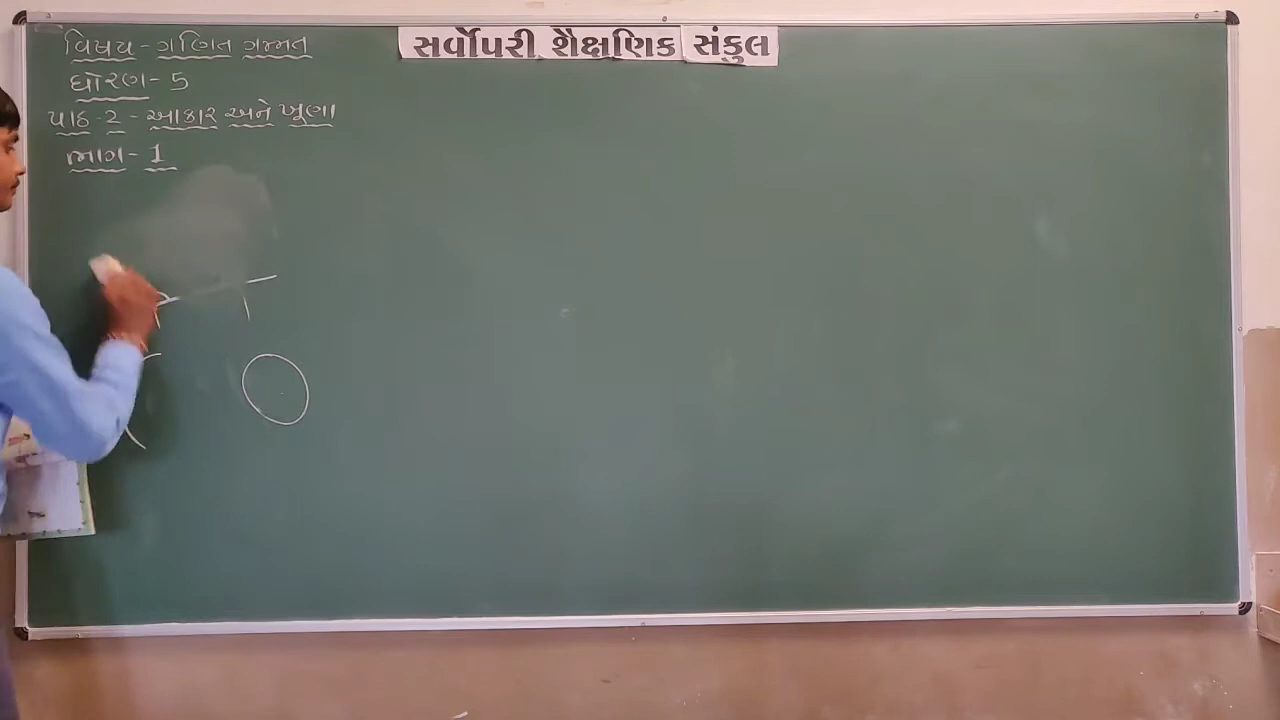 સર્વોપરી શૈક્ષણિક સંકુલ
વિષય - ગણિત ગમ્મત
ધોરણ - 5
પાઠ - 2 - આકાર અને ખૂણા
ભાગ - 1